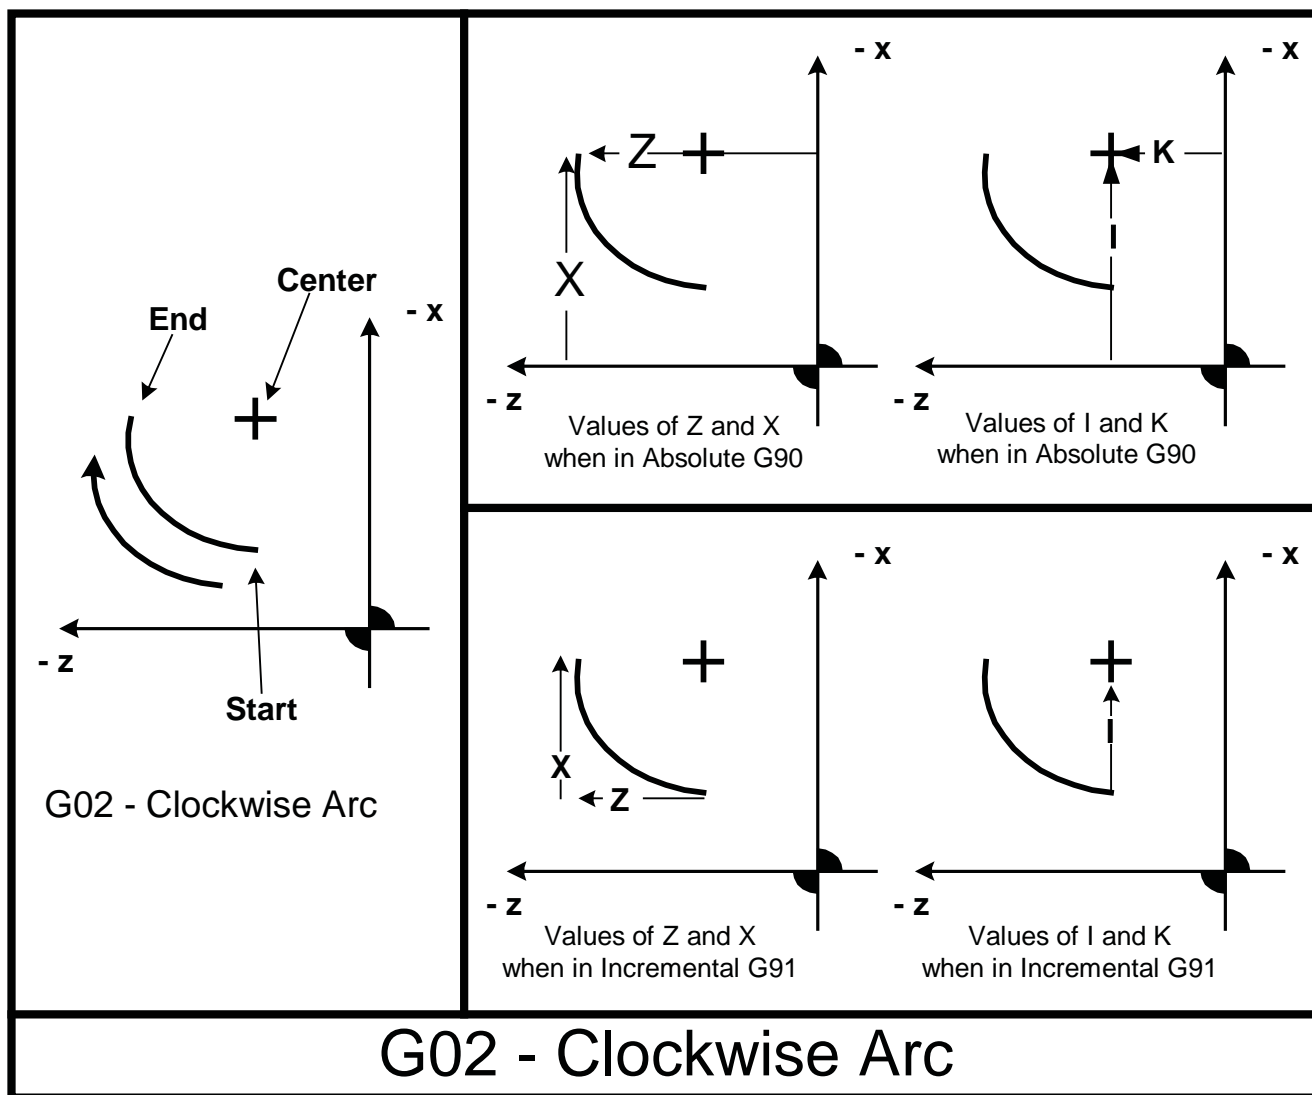 Center
End
- x
- z
Start
G02 - Clockwise Arc
- x
Z
X
- z
Values of Z and X
when in Absolute G90
- x
K
I
- z
Values of I and K
when in Absolute G90
- x
X
Z
- z
Values of Z and X
when in Incremental G91
- x
I
- z
Values of I and K
when in Incremental G91
G02 - Clockwise Arc